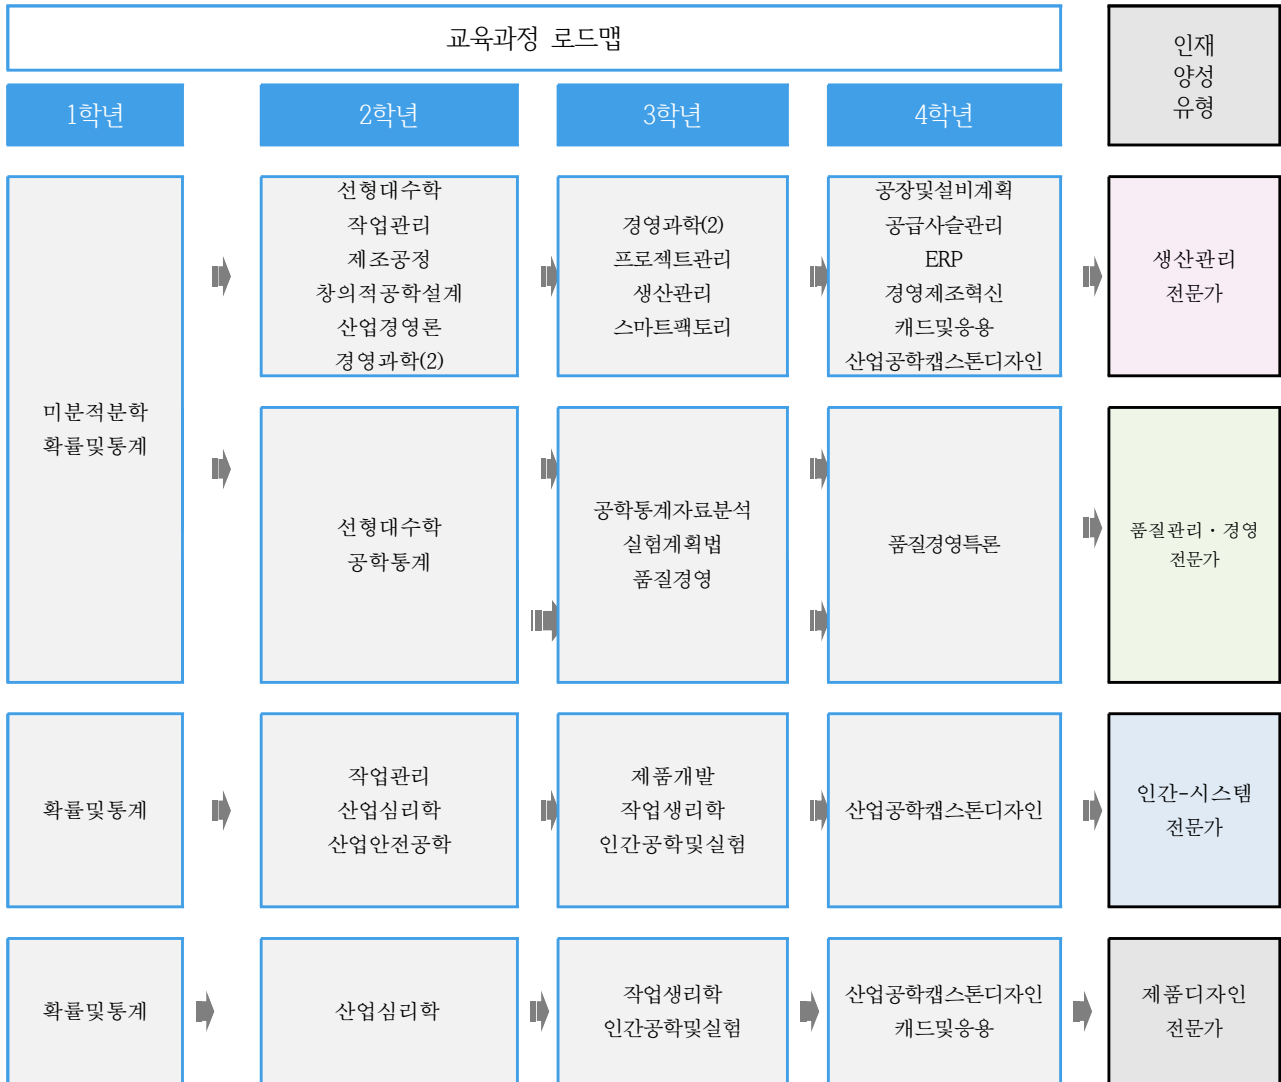 교육과정 로드맵
인재
양성
유형
1학년
2학년
3학년
4학년
미분적분학
확률및통계
선형대수학
작업관리
제조공정
창의적공학설계
산업경영론
경영과학(2)
경영과학(2)
프로젝트관리
생산관리
스마트팩토리
공장및설비계획
공급사슬관리
ERP
경영제조혁신
캐드및응용
산업공학캡스톤디자인
생산관리
전문가
선형대수학
공학통계
공학통계자료분석
실험계획법
품질경영
품질경영특론
품질관리·경영
전문가
확률및통계
작업관리
산업심리학
산업안전공학
제품개발
작업생리학
인간공학및실험
산업공학캡스톤디자인
인간-시스템
전문가
확률및통계
산업심리학
작업생리학
인간공학및실험
산업공학캡스톤디자인
캐드및응용
제품디자인
전문가